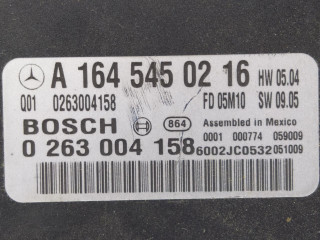 A 164 545 02 16 HW 05.04
Q01 0263004158 FD 05M10 SW 09.05
BOSCH 864 Assembled in Mexico
0001 000774 059009
0 263 004 158 6002JC0532 051009